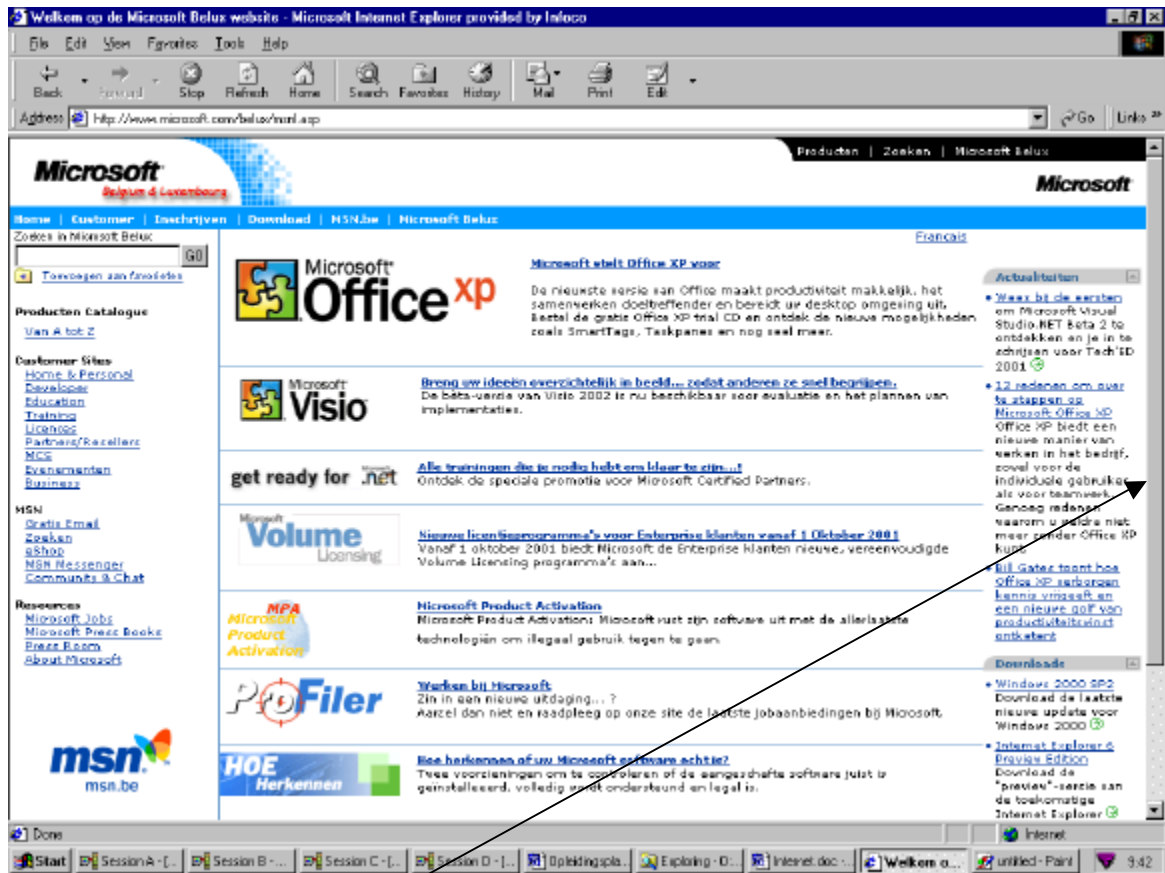 Welkom op de Microsoft Belux website - Microsoft Internet Explorer provided by Infoco
File Edit View Favorites Tools Help
Back Forward Stop Refresh Home Search Favorites History Mail Print Edit
Address http://www.microsoft.com/belux/nsnl.asp Go Links »
Producten | Zoeken | Microsoft Belux
Microsoft
Belgium & Luxembourg
Microsoft
Home | Customer | Inschrijven | Download | MSN.be | Microsoft Belux
Zoeken in Microsoft Belux:
GO
Toevoegen aan favorieten
Producten Catalogus
Van A tot Z
Customer Sites
Home & Personal
Developer
Education
Training
Licences
Partners/Resellers
MCS
Evenementen
Business
MSN
Gratis Email
Zoeken
eShop
MSN Messenger
Community & Chat
Resources
Microsoft Jobs
Microsoft Press Books
Press Room
About Microsoft
msn
msn.be
Francais
Microsoft Office xp
Microsoft stelt Office XP voor
De nieuwste versie van Office maakt productiviteit makkelijk, het
samenwerken doeltreffender en bereidt uw desktop omgeving uit.
Bestel de gratis Office XP trial CD en ontdek de nieuwe mogelijkheden
zoals SmartTags, Taskpanes en nog veel meer.
Microsoft Visio
Breng uw ideeën overzichtelijk in beeld... zodat anderen ze snel begrijpen.
De bèta-versie van Visio 2002 is nu beschikbaar voor evaluatie en het plannen van
implementaties.
get ready for Microsoft .net
Alle trainingen die je nodig hebt om klaar te zijn...!
Ontdek de speciale promotie voor Microsoft Certified Partners.
Microsoft Volume Licensing
Nieuwe licentieprogramma's voor Enterprise klanten vanaf 1 Oktober 2001
Vanaf 1 oktober 2001 biedt Microsoft de Enterprise klanten nieuwe, vereenvoudigde
Volume Licensing programma's aan...
MPA
Microsoft
Product
Activation
Microsoft Product Activation
Microsoft Product Activation: Microsoft rust zijn software uit met de allerlaatste
technologiën om illegaal gebruik tegen te gaan.
ProFiler
Werken bij Microsoft
Zin in een nieuwe uitdaging... ?
Aarzel dan niet en raadpleeg op onze site de laatste jobaanbiedingen bij Microsoft.
HOE
Herkennen
Hoe herkennen of uw Microsoft software echt is?
Twee voorzieningen om te controleren of de aangeschafte software juist is
geïnstalleerd, volledig wordt ondersteund en legaal is.
Actualiteiten
Wees bij de eersten
om Microsoft Visual
Studio.NET Beta 2 te
ontdekken en je in te
schrijven voor Tech'ED
2001
12 redenen om over
te stappen op
Microsoft Office XP
Office XP biedt een
nieuwe manier van
werken in het bedrijf,
zowel voor de
individuele gebruiker
als voor teamwerk.
Genoeg redenen
waarom u weldra niet
meer zonder Office XP
kunt.
Bill Gates toont hoe
Office XP verborgen
kennis vrijgeeft en
een nieuwe golf van
productiviteitswinst
ontketent
Downloads
Windows 2000 SP2
Download de laatste
nieuwe update voor
Windows 2000
Internet Explorer 6
Preview Edition
Download de
"preview"-versie van
de toekomstige
Internet Explorer
Done Internet
Start Session A - [.. Session B - ... Session C - [.. Session D - [.. Opleidingspla.. Exploring - D:.. Internet.doc -.. Welkom o... untitled - Paint 9:42